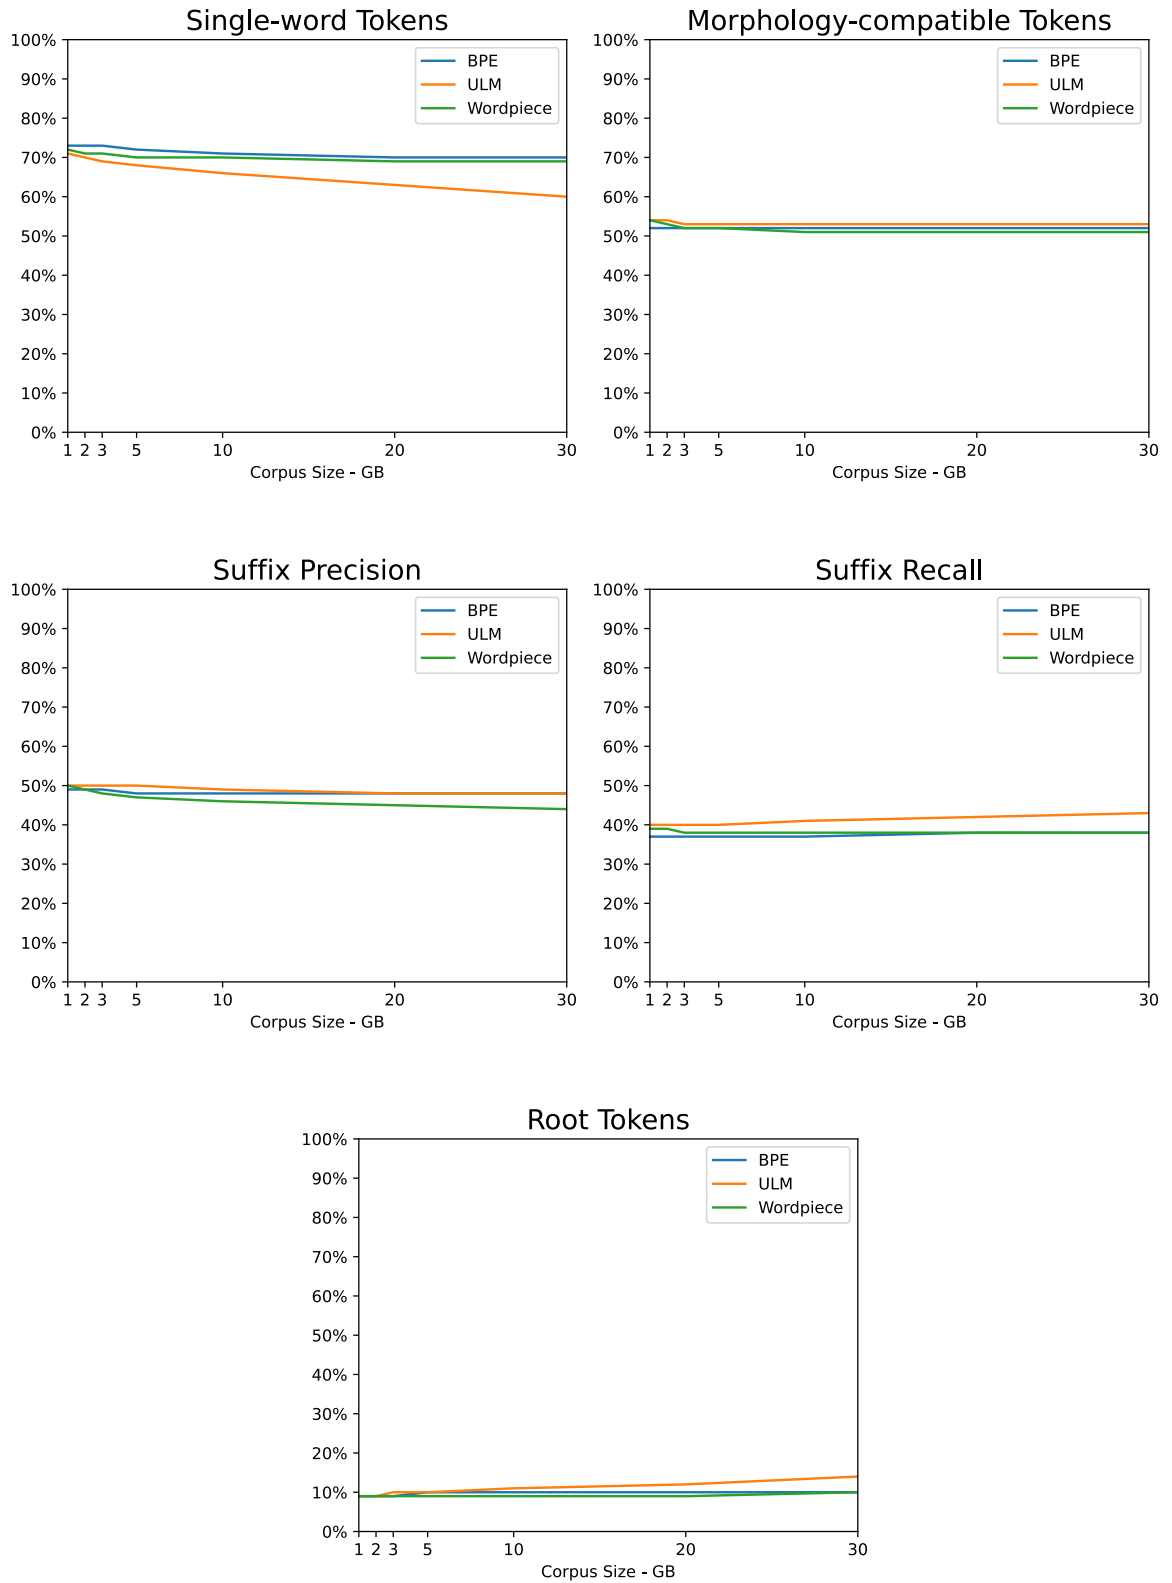 Single-word Tokens
100%
90%
80%
70%
60%
50%
40%
30%
20%
10%
0%
BPE
ULM
Wordpiece
1 2 3 5 10 20 30
Corpus Size - GB
Morphology-compatible Tokens
100%
90%
80%
70%
60%
50%
40%
30%
20%
10%
0%
BPE
ULM
Wordpiece
1 2 3 5 10 20 30
Corpus Size - GB
Suffix Precision
100%
90%
80%
70%
60%
50%
40%
30%
20%
10%
0%
BPE
ULM
Wordpiece
1 2 3 5 10 20 30
Corpus Size - GB
Suffix Recall
100%
90%
80%
70%
60%
50%
40%
30%
20%
10%
0%
BPE
ULM
Wordpiece
1 2 3 5 10 20 30
Corpus Size - GB
Root Tokens
100%
90%
80%
70%
60%
50%
40%
30%
20%
10%
0%
BPE
ULM
Wordpiece
1 2 3 5 10 20 30
Corpus Size - GB